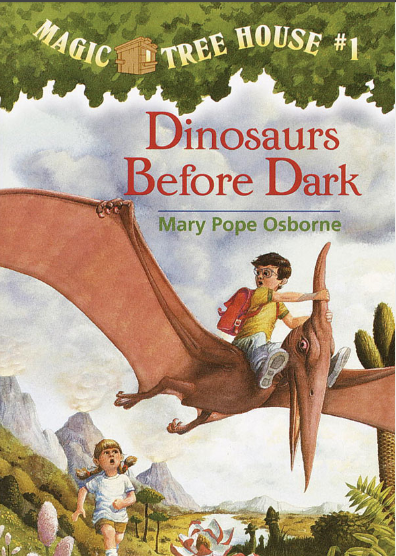 MAGIC TREE HOUSE #1
Dinosaurs
Before Dark
Mary Pope Osborne